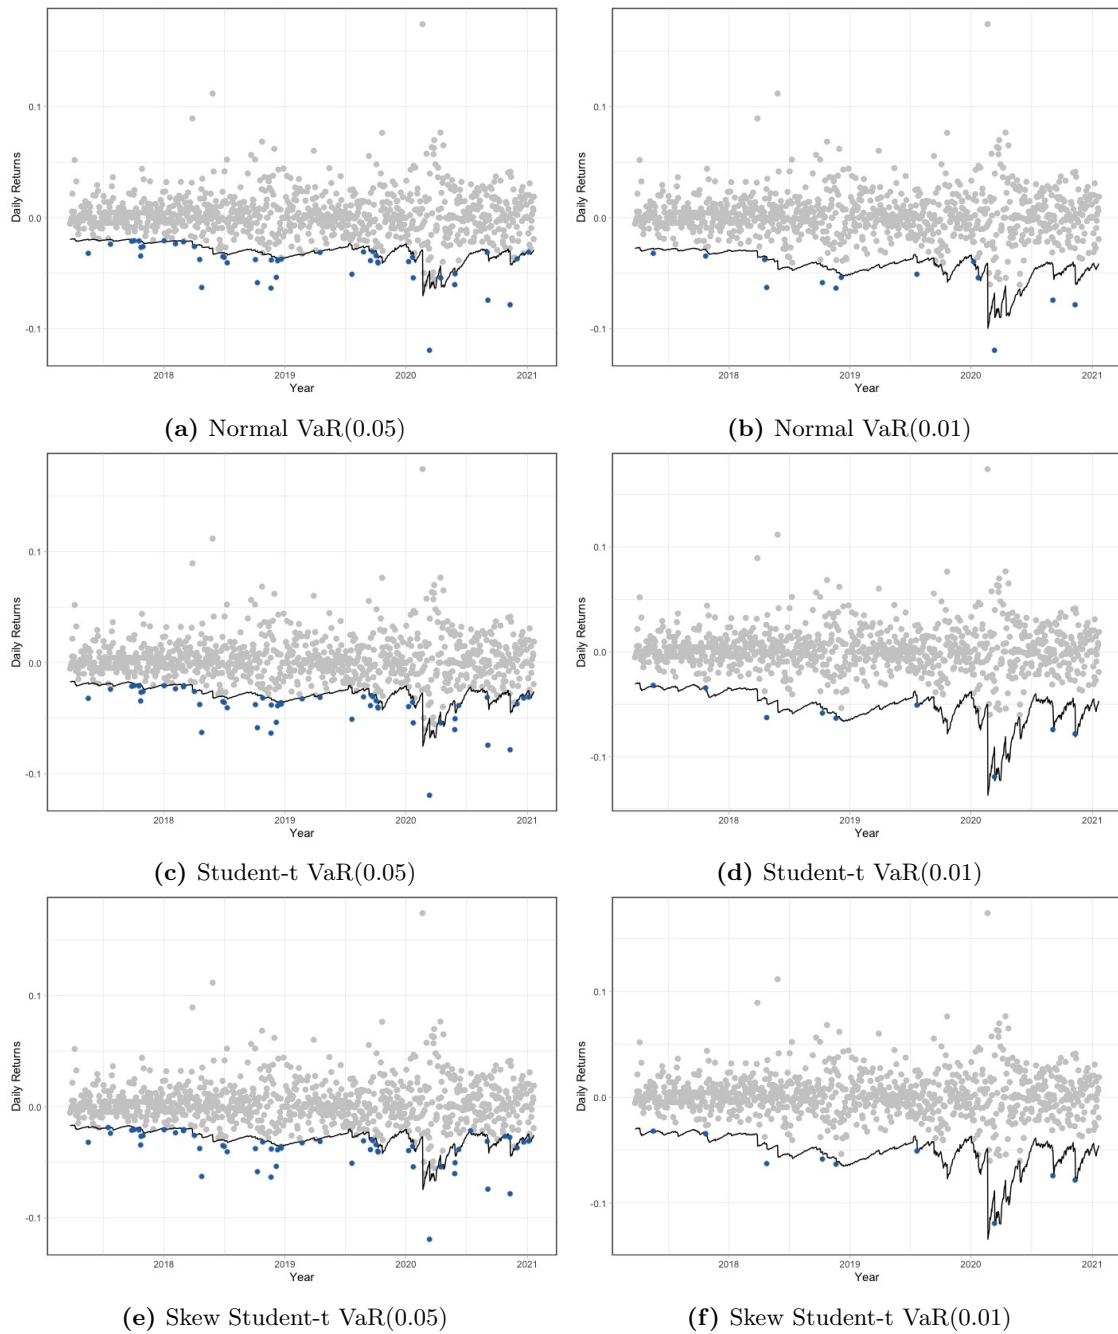 0.1
0.0
-0.1
Daily Returns
2018 2019 2020 2021
Year
(a) Normal VaR(0.05)
0.1
0.0
-0.1
Daily Returns
2018 2019 2020 2021
Year
(b) Normal VaR(0.01)
0.1
0.0
-0.1
Daily Returns
2018 2019 2020 2021
Year
(c) Student-t VaR(0.05)
0.1
0.0
-0.1
Daily Returns
2018 2019 2020 2021
Year
(d) Student-t VaR(0.01)
0.1
0.0
-0.1
Daily Returns
2018 2019 2020 2021
Year
(e) Skew Student-t VaR(0.05)
0.1
0.0
-0.1
Daily Returns
2018 2019 2020 2021
Year
(f) Skew Student-t VaR(0.01)